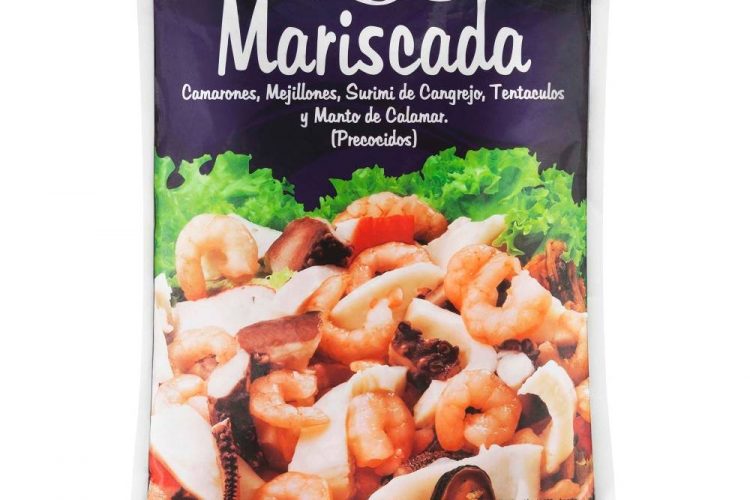 Mariscada
Camarones, Mejillones, Surimi de Cangrejo, Tentaculos
y Manto de Calamar.
(Precocidos)